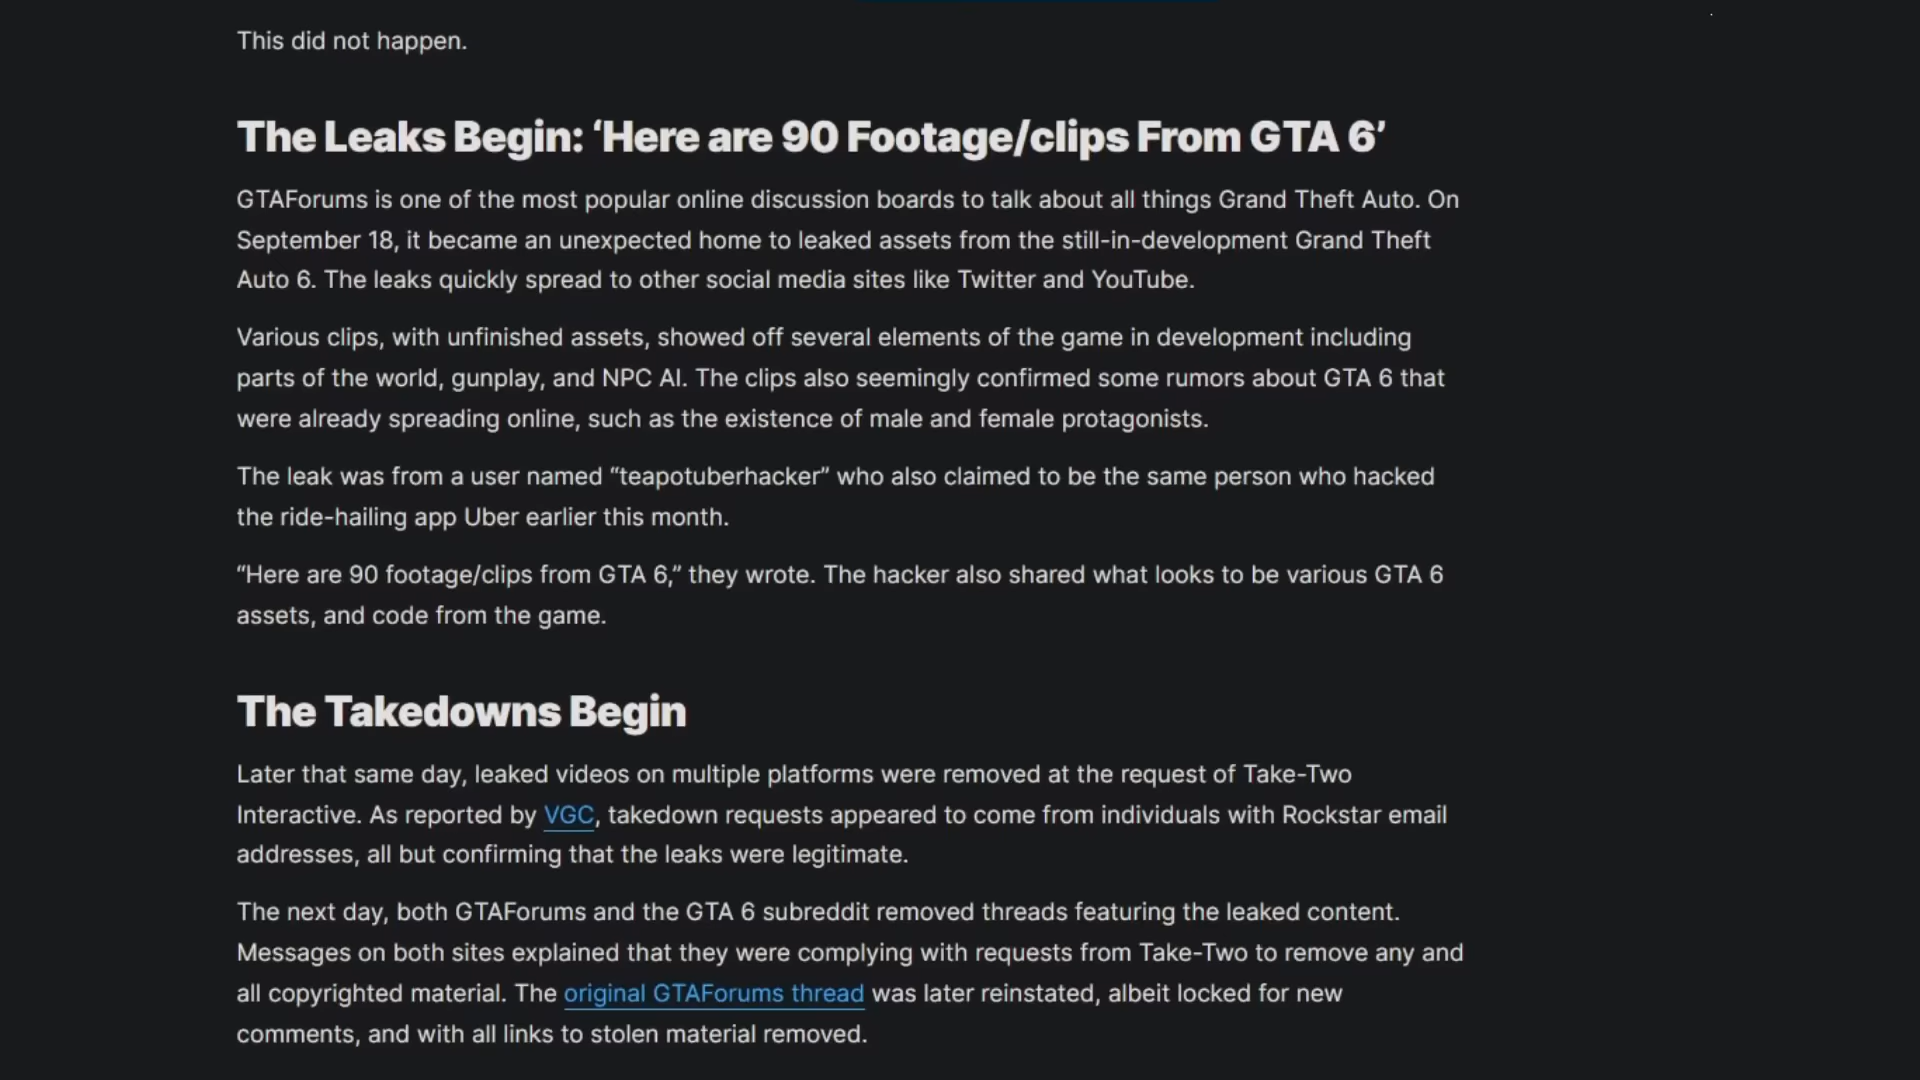 This did not happen.
The Leaks Begin: ‘Here are 90 Footage/clips From GTA 6’
GTAForums is one of the most popular online discussion boards to talk about all things Grand Theft Auto. On
September 18, it became an unexpected home to leaked assets from the still-in-development Grand Theft
Auto 6. The leaks quickly spread to other social media sites like Twitter and YouTube.
Various clips, with unfinished assets, showed off several elements of the game in development including
parts of the world, gunplay, and NPC AI. The clips also seemingly confirmed some rumors about GTA 6 that
were already spreading online, such as the existence of male and female protagonists.
The leak was from a user named “teapotuberhacker” who also claimed to be the same person who hacked
the ride-hailing app Uber earlier this month.
“Here are 90 footage/clips from GTA 6,” they wrote. The hacker also shared what looks to be various GTA 6
assets, and code from the game.
The Takedowns Begin
Later that same day, leaked videos on multiple platforms were removed at the request of Take-Two
Interactive. As reported by VGC, takedown requests appeared to come from individuals with Rockstar email
addresses, all but confirming that the leaks were legitimate.
The next day, both GTAForums and the GTA 6 subreddit removed threads featuring the leaked content.
Messages on both sites explained that they were complying with requests from Take-Two to remove any and
all copyrighted material. The original GTAForums thread was later reinstated, albeit locked for new
comments, and with all links to stolen material removed.